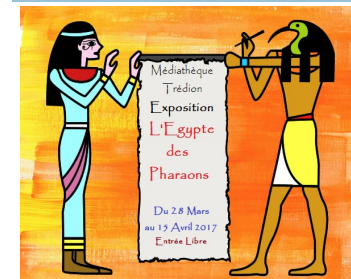 Médiathèque
Trédion
Exposition
L'Egypte
des
Pharaons
Du 28 Mars
au 15 Avril 2017
Entrée Libre